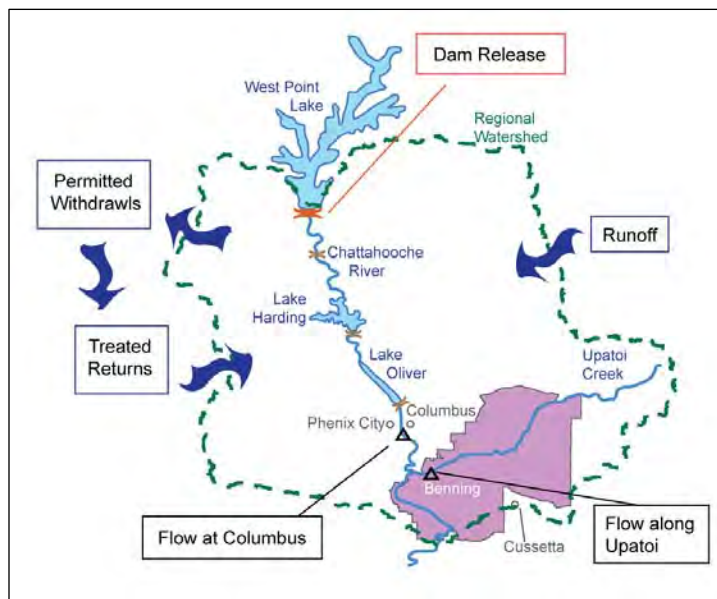 Dam Release
West Point
Lake
Regional
Watershed
Permitted
Withdrawls
Runoff
Chattahooche
River
Lake
Harding
Treated
Returns
Lake
Oliver
Upatoi
Creek
Columbus
Phenix City
Benning
Flow at Columbus
Flow along
Upatoi
Cussetta